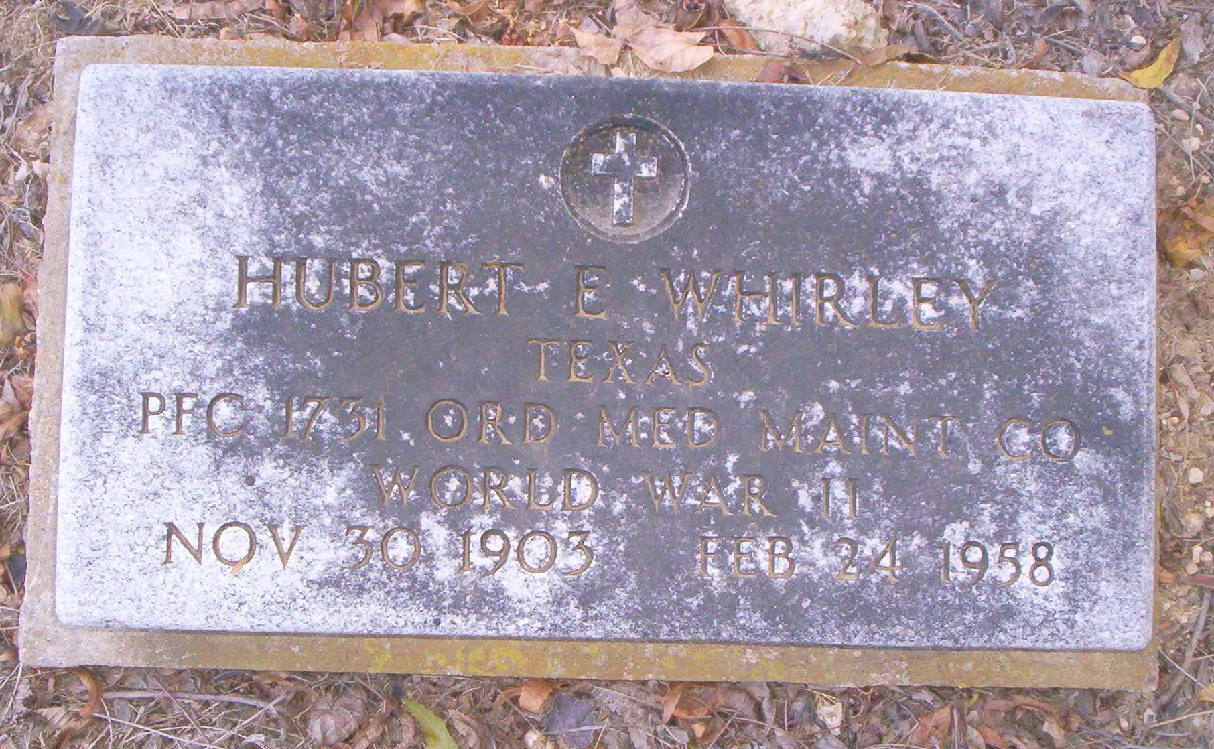 HUBERT E WHIRLEY
TEXAS
PFC 1731 ORD MED MAINT CO
WORLD WAR II
NOV 30 1903 FEB 24 1958